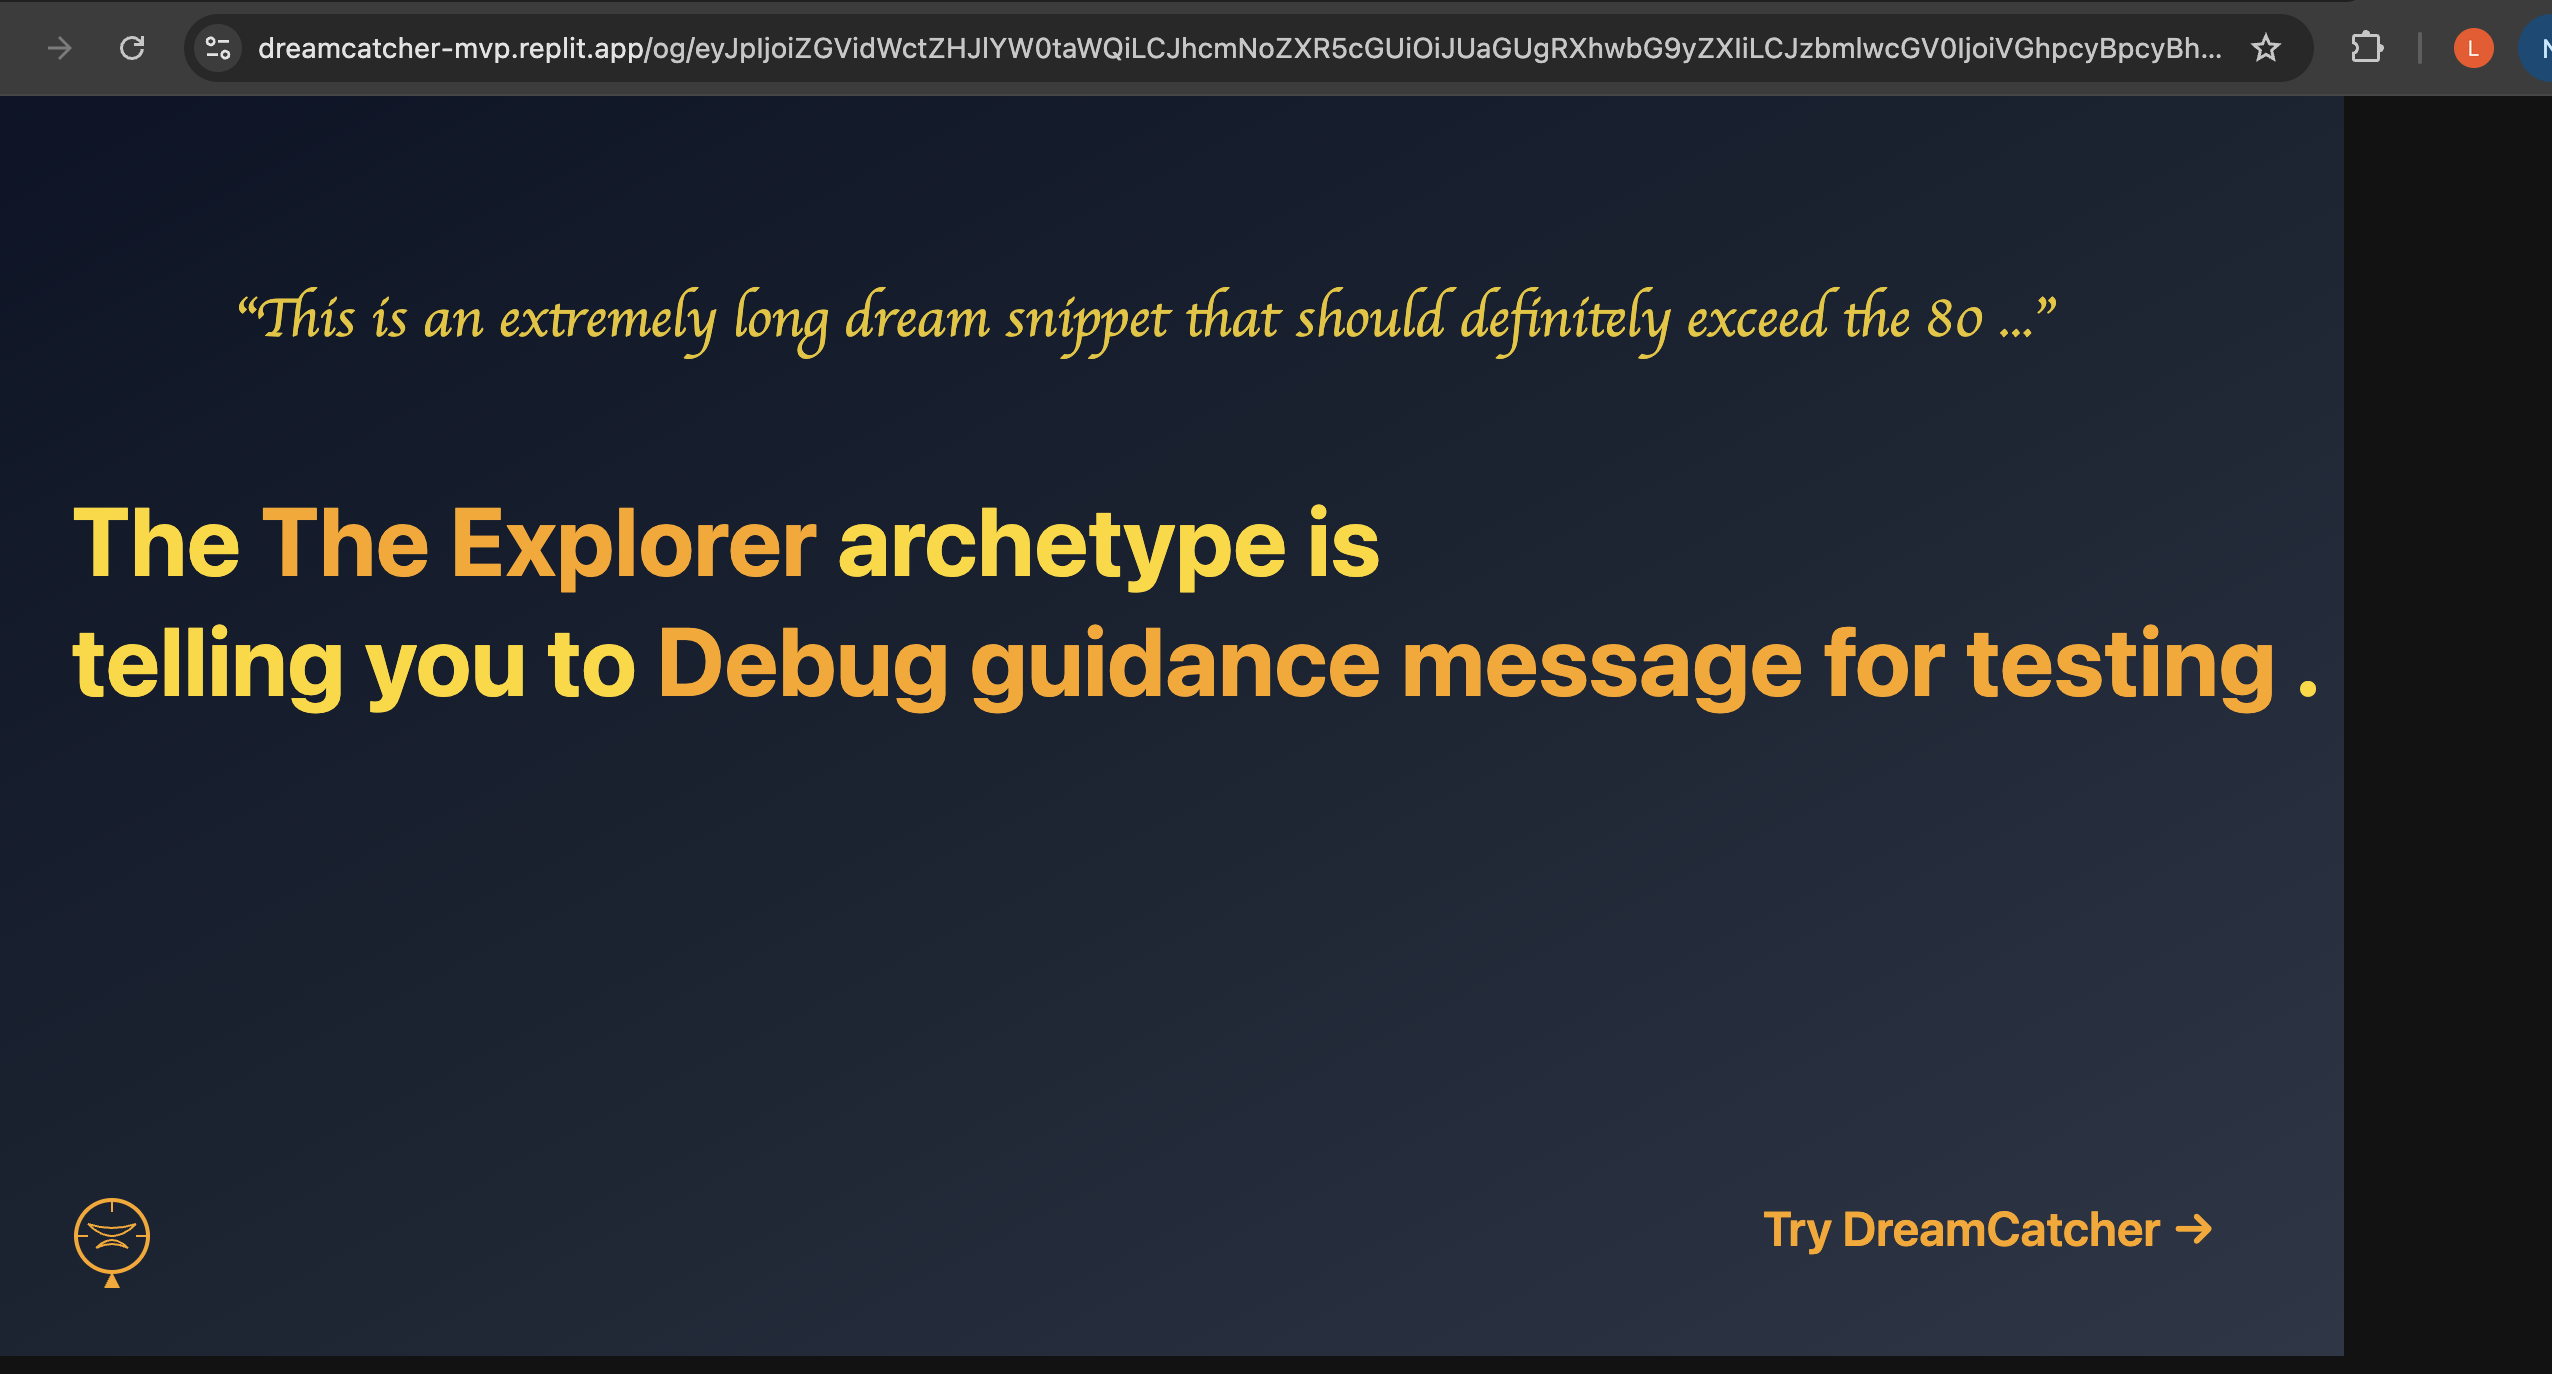 dreamcatcher-mvp.replit.app/og/eyJpIjoiZGVidWctZHJlYW0taWQiLCJhcmNoZXR5cGUiOiJUaGUgRXhwbG9yZXIiLCJzbmlwcGV0IjoiVGhpcyBpcyBh...
L
N
“This is an extremely long dream snippet that should definitely exceed the 80 ...”
The The Explorer archetype is
telling you to Debug guidance message for testing .
Try DreamCatcher →